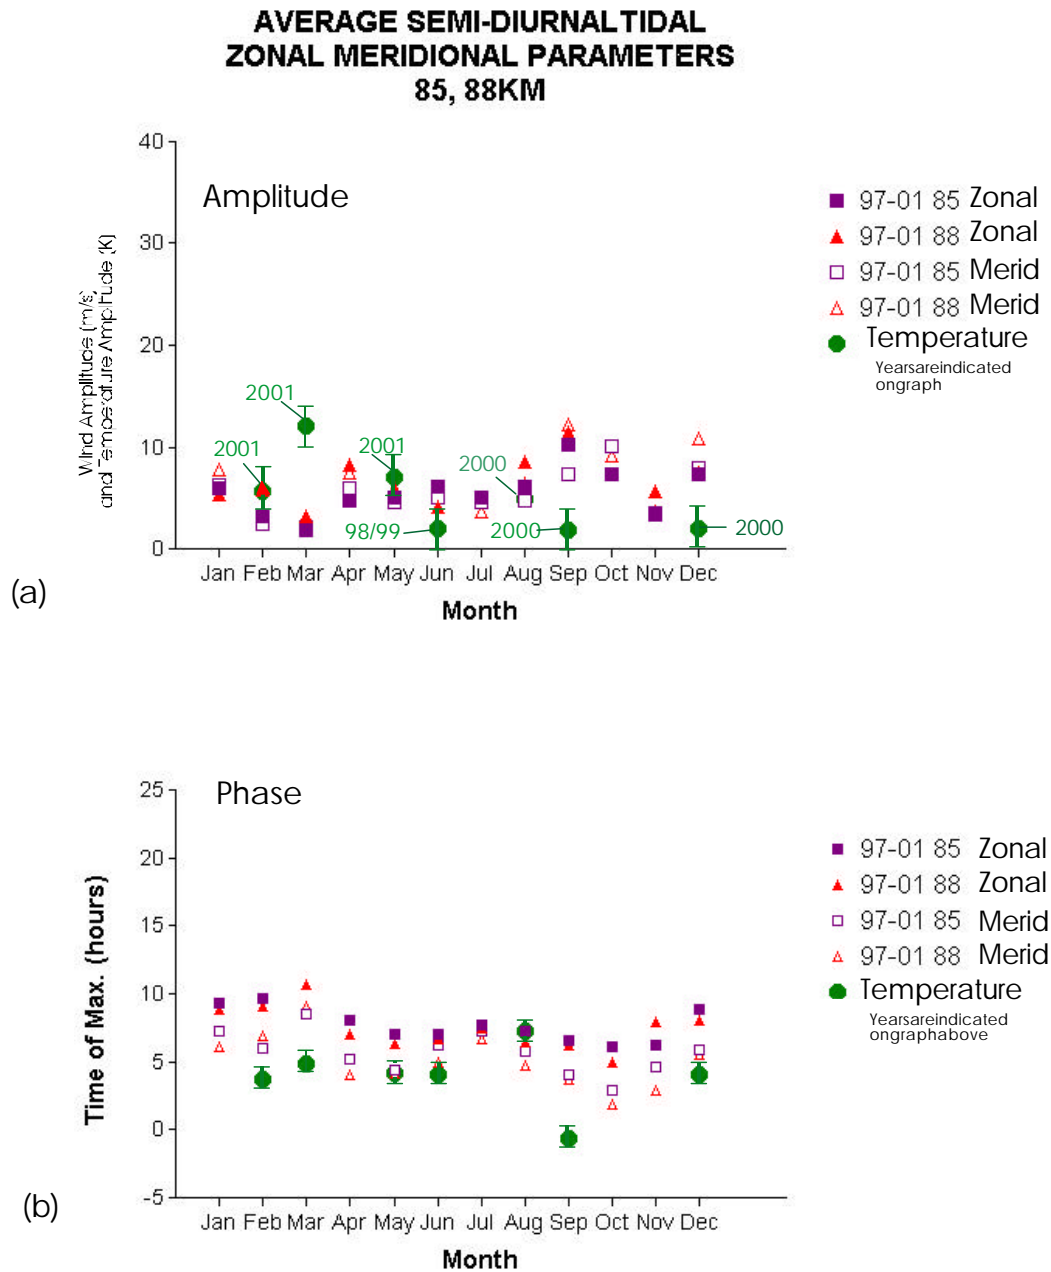 AVERAGE SEMI-DIURNALTIDAL
ZONAL MERIDIONAL PARAMETERS
85, 88KM
40
30
20
10
0
Wind Amplitude (m/s)
and Temperature Amplitude (K)
Amplitude
2001
2001
2001
2000
98/99
2000
2000
Jan Feb Mar Apr May Jun Jul Aug Sep Oct Nov Dec
Month
(a)
97-01 85 Zonal
97-01 88 Zonal
97-01 85 Merid
97-01 88 Merid
Temperature
Yearsareindicated
ongraph
25
20
15
10
5
0
-5
Time of Max. (hours)
Phase
Jan Feb Mar Apr May Jun Jul Aug Sep Oct Nov Dec
Month
(b)
97-01 85 Zonal
97-01 88 Zonal
97-01 85 Merid
97-01 88 Merid
Temperature
Yearsareindicated
ongraphabove